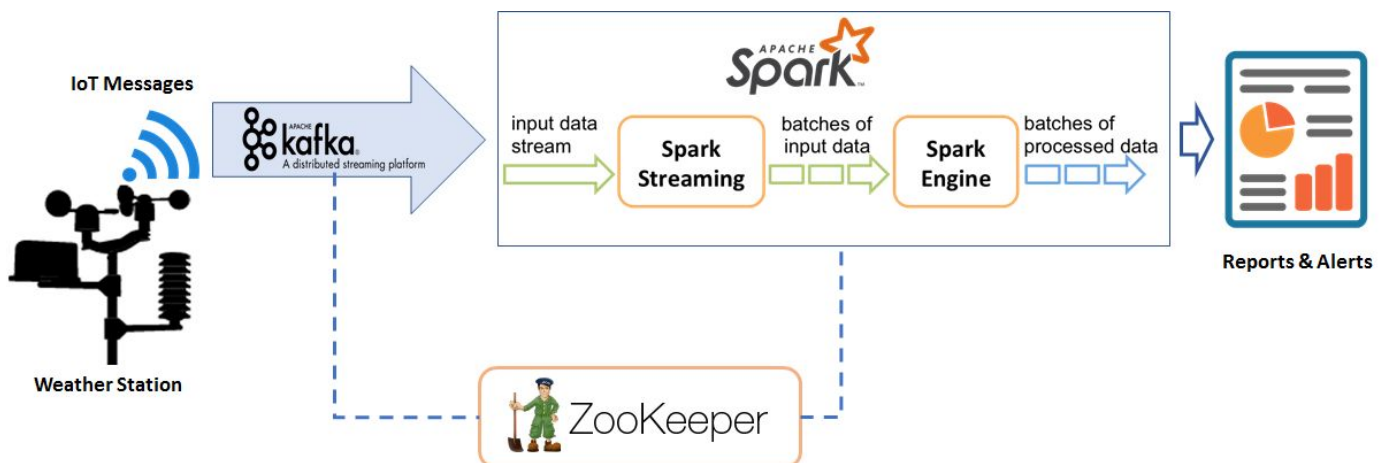 IoT Messages
Weather Station
APACHE
kafka®
A distributed streaming platform
APACHE
Spark™
input data
stream
Spark
Streaming
batches of
input data
Spark
Engine
batches of
processed data
Reports & Alerts
ZooKeeper